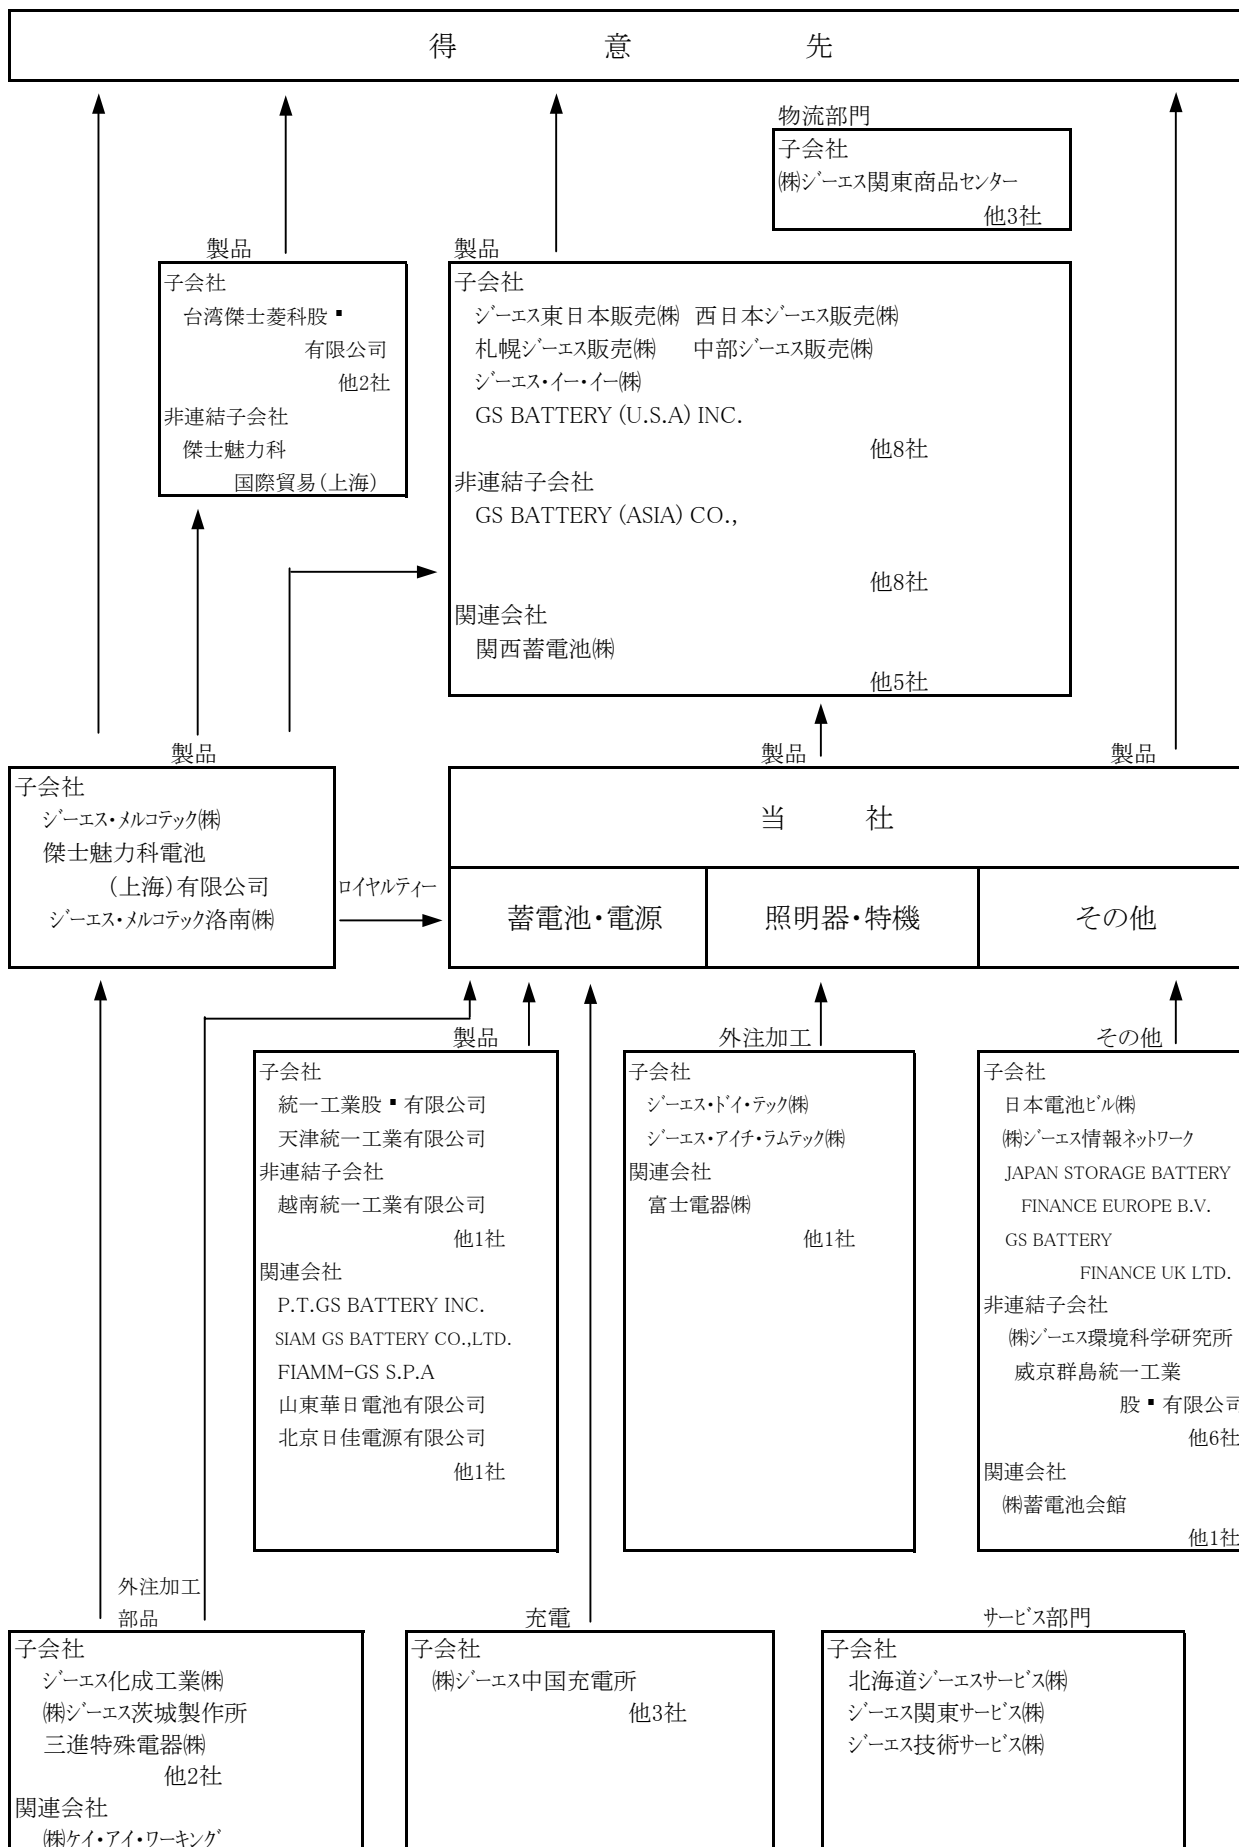 得 意 先
物流部門
子会社
㈱ジーエス関東商品センター
他3社
製品
子会社
台湾傑士菱科股▪
有限公司
他2社
非連結子会社
傑士魅力科
国際貿易(上海)
製品
子会社
ジーエス東日本販売㈱ 西日本ジーエス販売㈱
札幌ジーエス販売㈱ 中部ジーエス販売㈱
ジーエス・イー・イー㈱
GS BATTERY (U.S.A) INC.
他8社
非連結子会社
GS BATTERY (ASIA) CO.,
他8社
関連会社
関西蓄電池㈱
他5社
製品
子会社
ジーエス・メルコテック㈱
傑士魅力科電池
(上海)有限公司
ジーエス・メルコテック洛南㈱
ロイヤルティー
製品
製品
当 社
蓄電池・電源
照明器・特機
その他
製品
子会社
統一工業股▪有限公司
天津統一工業有限公司
非連結子会社
越南統一工業有限公司
他1社
関連会社
P.T.GS BATTERY INC.
SIAM GS BATTERY CO.,LTD.
FIAMM-GS S.P.A
山東華日電池有限公司
北京日佳電源有限公司
他1社
外注加工
子会社
ジーエス・ドイ・テック㈱
ジーエス・アイチ・ラムテック㈱
関連会社
富士電器㈱
他1社
その他
子会社
日本電池ビル㈱
㈱ジーエス情報ネットワーク
JAPAN STORAGE BATTERY
FINANCE EUROPE B.V.
GS BATTERY
FINANCE UK LTD.
非連結子会社
㈱ジーエス環境科学研究所
威京群島統一工業
股▪有限公司
他6社
関連会社
㈱蓄電池会館
他1社
外注加工
部品
子会社
ジーエス化成工業㈱
㈱ジーエス茨城製作所
三進特殊電器㈱
他2社
関連会社
㈱ケイ・アイ・ワーキング
充電
子会社
㈱ジーエス中国充電所
他3社
サービス部門
子会社
北海道ジーエスサービス㈱
ジーエス関東サービス㈱
ジーエス技術サービス㈱